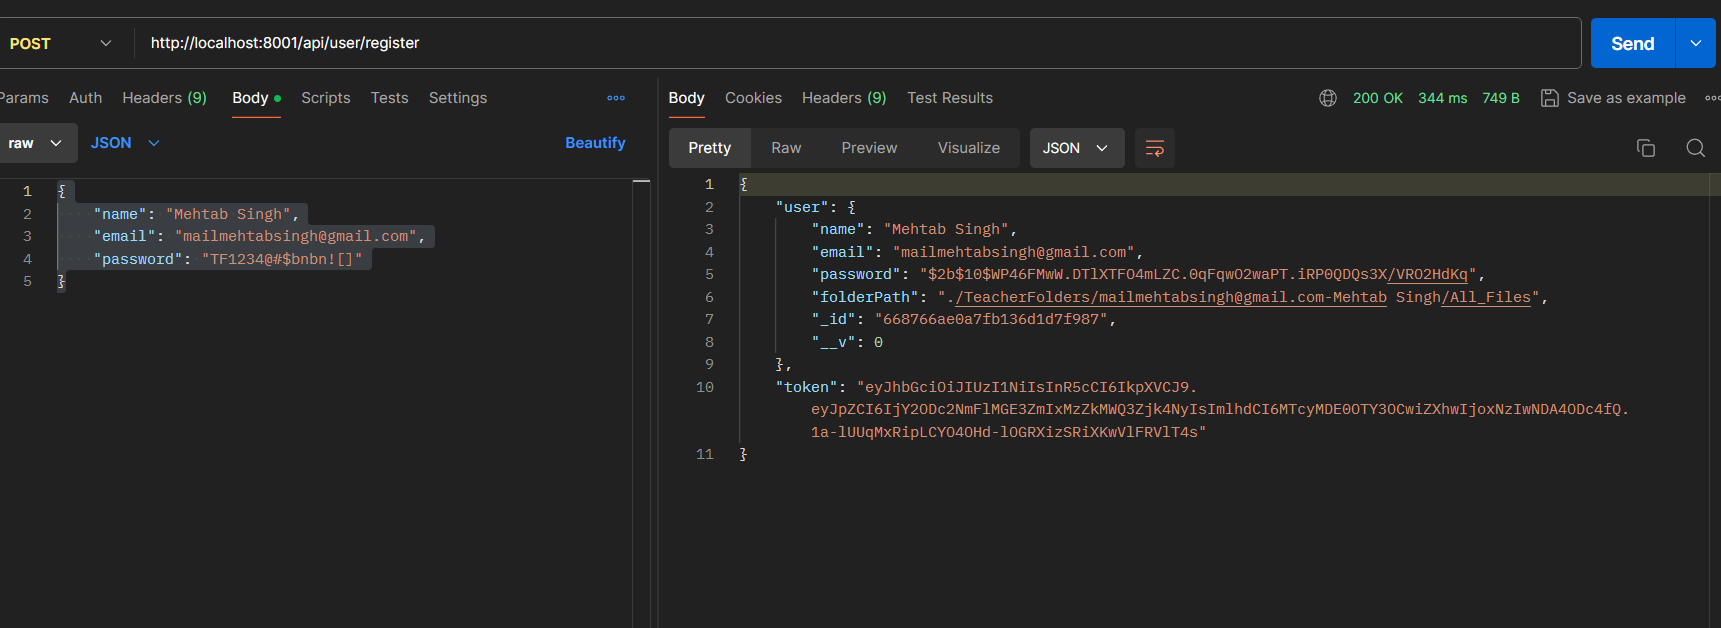 POST http://localhost:8001/api/user/register Send
Params Auth Headers (9) Body Scripts Tests Settings
raw JSON Beautify
1 {
2 "name": "Mehtab Singh",
3 "email": "mailmehtabsingh@gmail.com",
4 "password": "TF1234@#$bnbn![]"
5 }
Body Cookies Headers (9) Test Results 200 OK 344 ms 749 B Save as example
Pretty Raw Preview Visualize JSON
1 {
2 "user": {
3 "name": "Mehtab Singh",
4 "email": "mailmehtabsingh@gmail.com",
5 "password": "$2b$10$WP46FMwW.DTlXTFO4mLZC.0qFqwO2waPT.iRP0QDQs3X/VRO2HdKq",
6 "folderPath": "./TeacherFolders/mailmehtabsingh@gmail.com-Mehtab Singh/All_Files",
7 "_id": "668766ae0a7fb136d1d7f987",
8 "__v": 0
9 },
10 "token": "eyJhbGciOiJIUzI1NiIsInR5cCI6IkpXVCJ9.
eyJpZCI6IjY2ODc2NmFlMGE3ZmIxMzZkMWQ3Zjk4NyIsImlhdCI6MTcyMDE0OTY3OCwiZXhwIjoxNzIwNDA4ODc4fQ.
1a-lUUqMxRipLCYO4OHd-lOGRXizSRiXKwVlFRVlT4s"
11 }